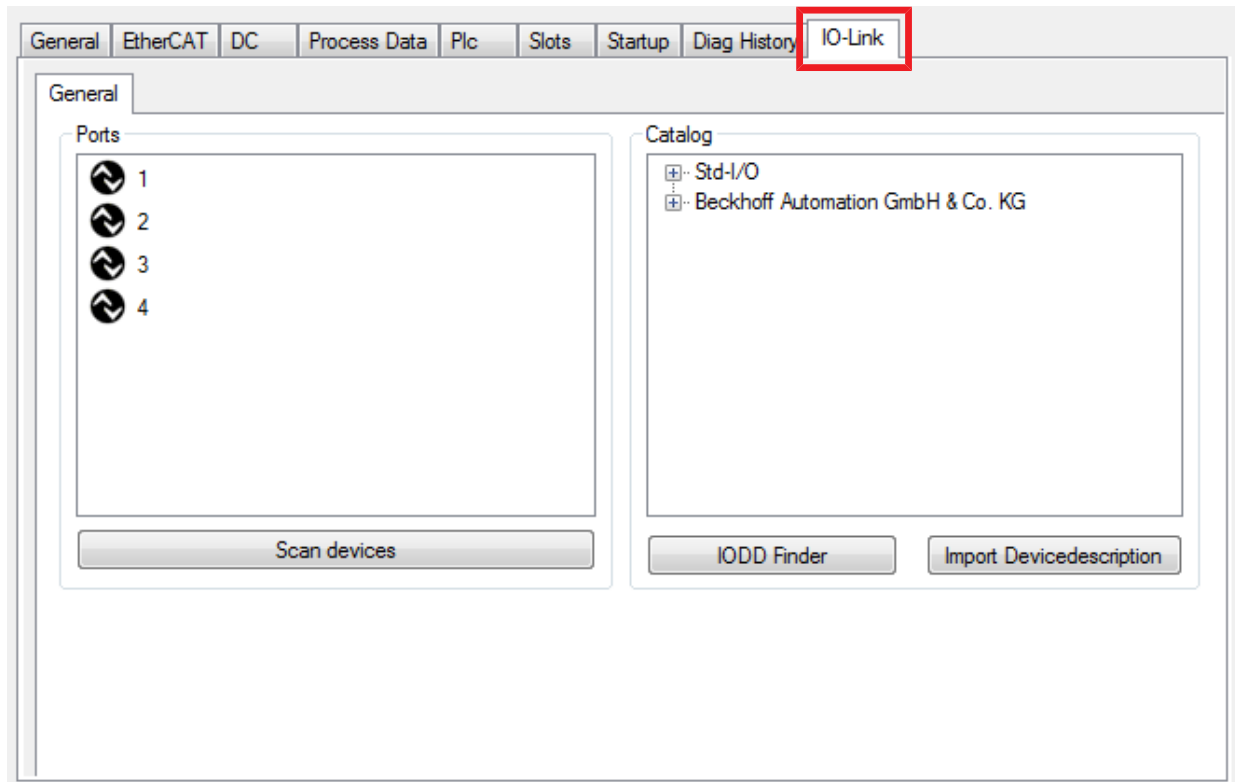 General EtherCAT DC Process Data Plc Slots Startup Diag History IO-Link
General
Ports
1
2
3
4
Scan devices
Catalog
Std-I/O
Beckhoff Automation GmbH & Co. KG
IODD Finder Import Devicedescription